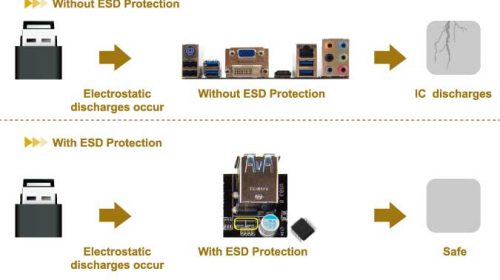 Without ESD Protection
Electrostatic
discharges occur
Without ESD Protection
IC discharges
With ESD Protection
Electrostatic
discharges occur
With ESD Protection
Safe